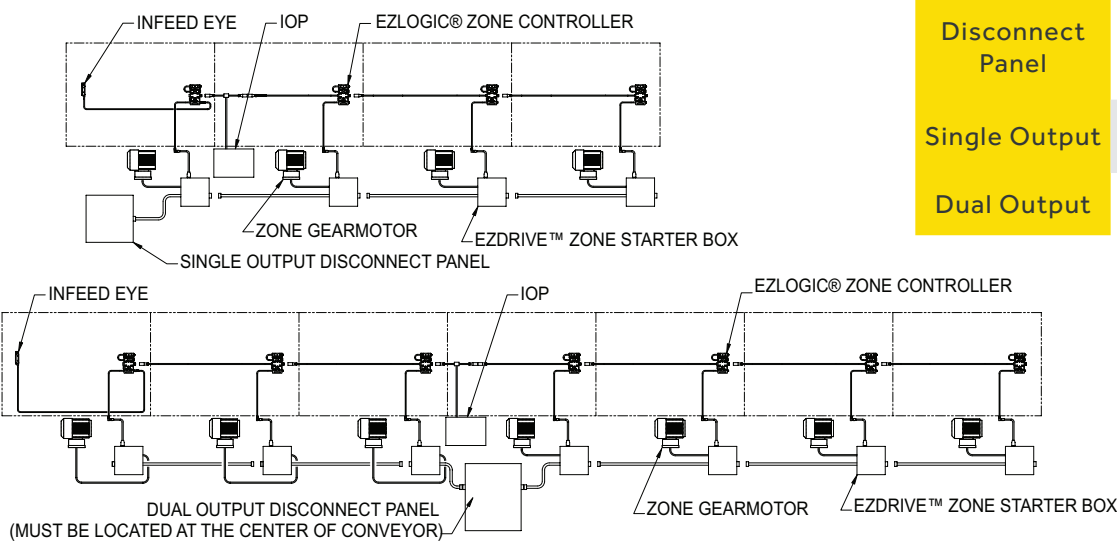 INFEED EYE
IOP
EZLOGIC® ZONE CONTROLLER
ZONE GEARMOTOR
EZDRIVE™ ZONE STARTER BOX
SINGLE OUTPUT DISCONNECT PANEL
Disconnect
Panel
Single Output
Dual Output
INFEED EYE
IOP
EZLOGIC® ZONE CONTROLLER
DUAL OUTPUT DISCONNECT PANEL
(MUST BE LOCATED AT THE CENTER OF CONVEYOR)
ZONE GEARMOTOR
EZDRIVE™ ZONE STARTER BOX